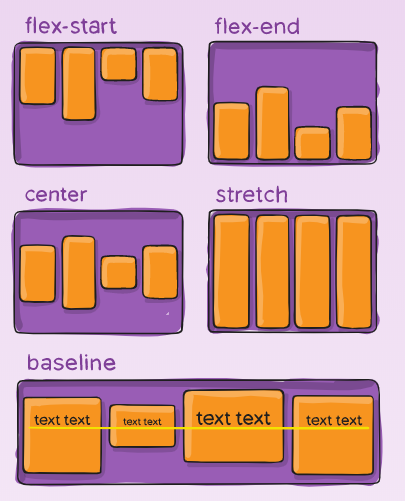 flex-start
flex-end
center
stretch
baseline
text text
text text
text text
text text